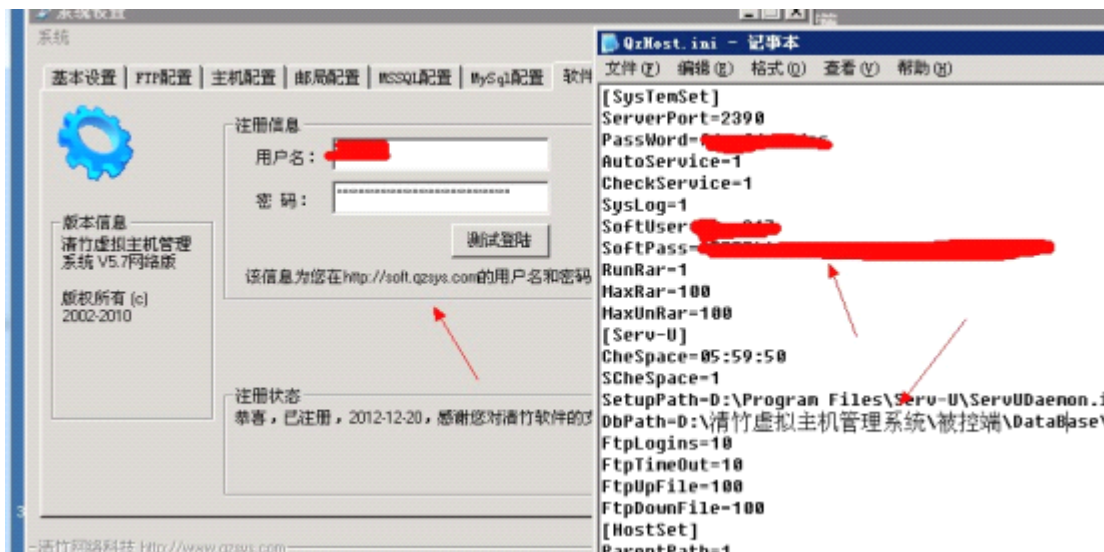 系统设置
系统
基本设置 FTP配置 主机配置 邮局配置 MSSQL配置 MySql配置 软件
注册信息
用户名：
密 码：
************************
测试登陆
该信息为您在http://soft.qzsys.com的用户名和密码
版本信息
清竹虚拟主机管理
系统 V5.7网络版
版权所有 (c)
2002-2010
注册状态
恭喜，已注册，2012-12-20，感谢您对清竹软件的支
清竹网络科技 http://www.qzsys.com
QzHost.ini - 记事本
文件(F) 编辑(E) 格式(O) 查看(V) 帮助(H)
[SysTemSet]
ServerPort=2390
PassWord=
AutoService=1
CheckService=1
SysLog=1
SoftUser
SoftPass=
RunRar=1
MaxRar=100
MaxUnRar=100
[Serv-U]
CheSpace=05:59:50
SCheSpace=1
SetupPath=D:\Program Files\Serv-U\ServUDaemon.i
DbPath=D:\清竹虚拟主机管理系统\被控端\DataBase\
FtpLogins=10
FtpTimeOut=10
FtpUpFile=100
FtpDounFile=100
[HostSet]
ParentPath=1